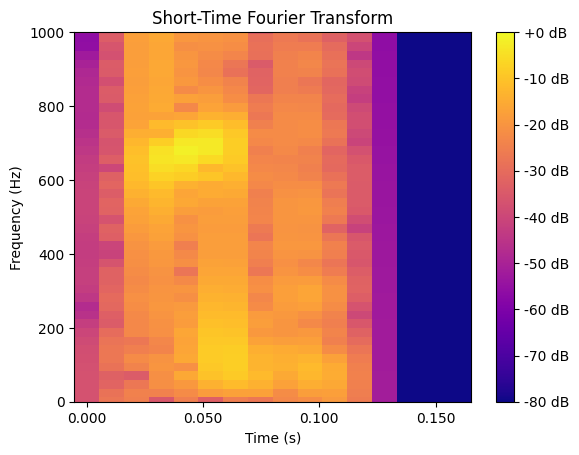 Short-Time Fourier Transform
1000
800
600
400
200
0
Frequency (Hz)
0.000
0.050
0.100
0.150
Time (s)
+0 dB
-10 dB
-20 dB
-30 dB
-40 dB
-50 dB
-60 dB
-70 dB
-80 dB